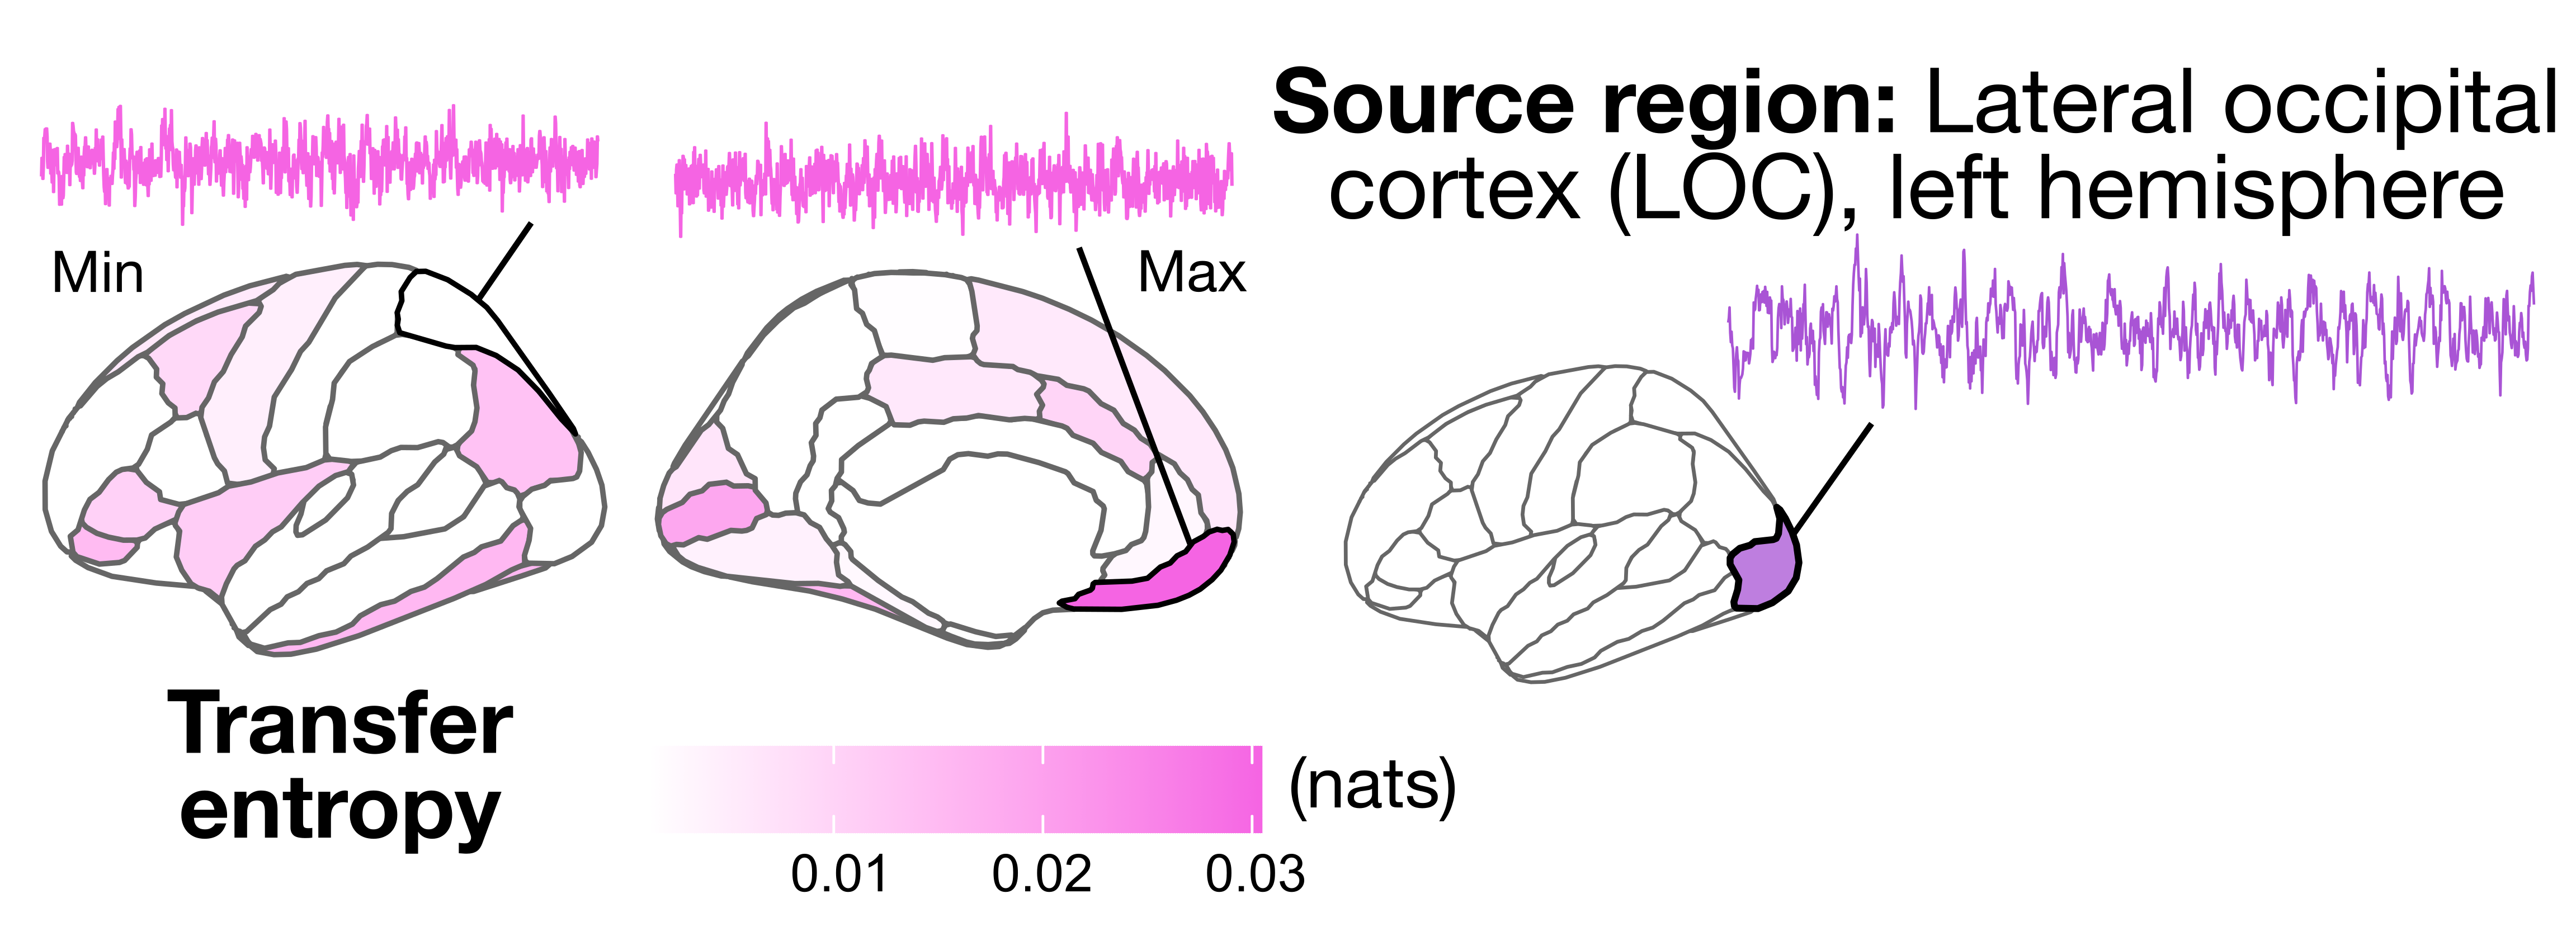 Source region: Lateral occipital
cortex (LOC), left hemisphere
Min
Max
Transfer
entropy
(nats)
0.01 0.02 0.03